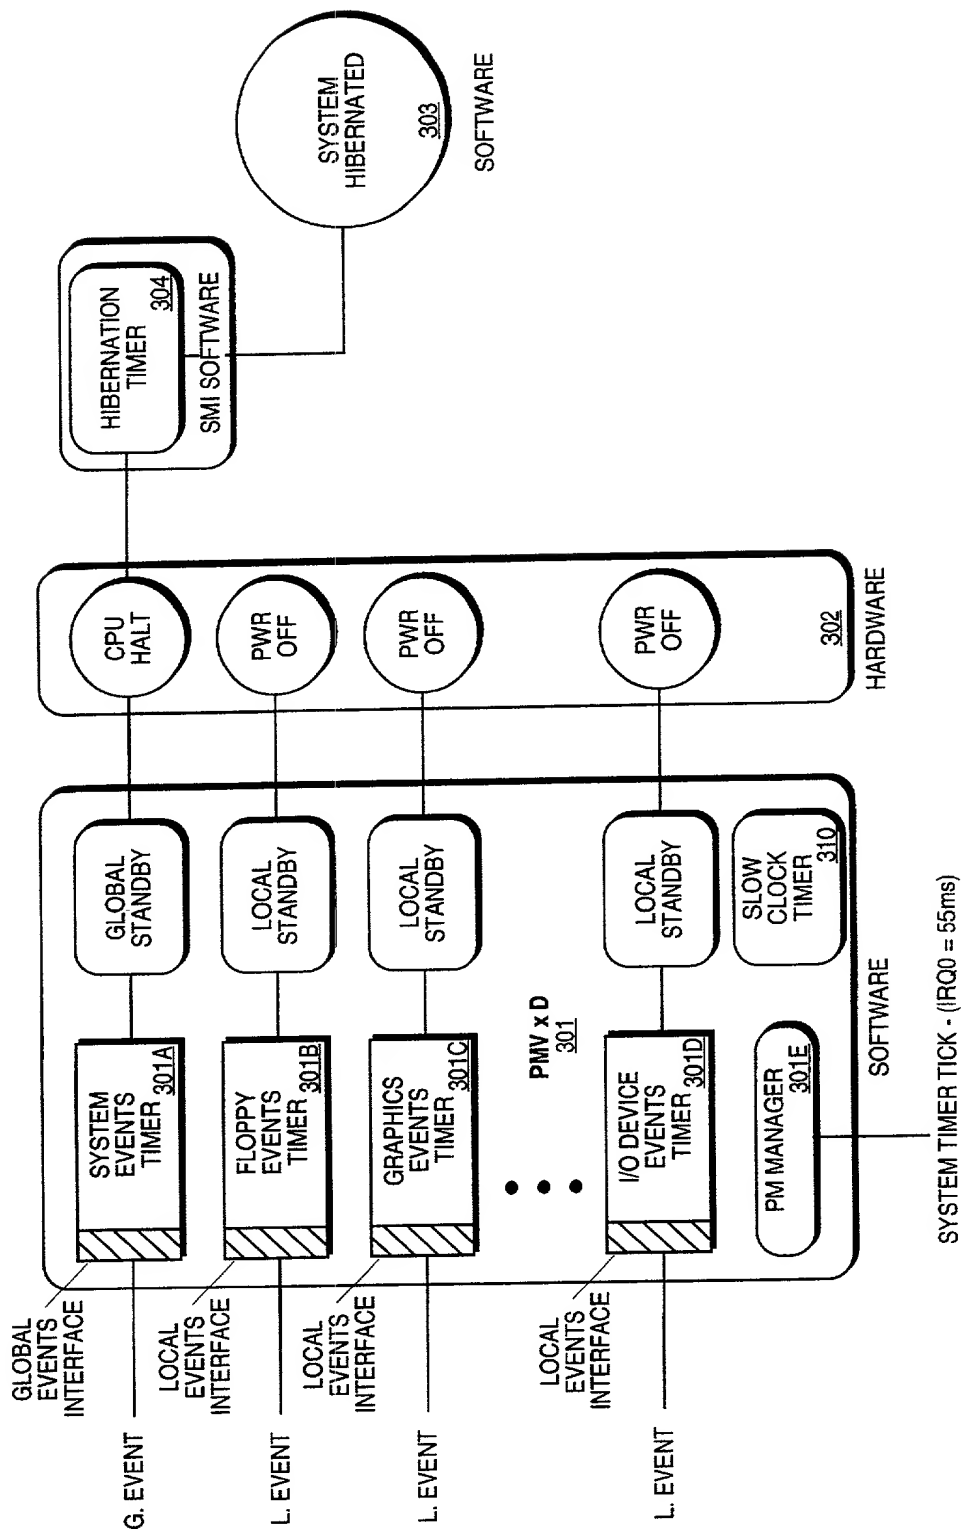 G. EVENT
GLOBAL
EVENTS
INTERFACE
SYSTEM
EVENTS
TIMER
301A
GLOBAL
STANDBY
CPU
HALT
HIBERNATION
TIMER
304
SMI SOFTWARE
SYSTEM
HIBERNATED
303
SOFTWARE
L. EVENT
LOCAL
EVENTS
INTERFACE
FLOPPY
EVENTS
TIMER
301B
LOCAL
STANDBY
PWR
OFF
L. EVENT
LOCAL
EVENTS
INTERFACE
GRAPHICS
EVENTS
TIMER
301C
LOCAL
STANDBY
PWR
OFF
PMV x D
301
L. EVENT
LOCAL
EVENTS
INTERFACE
I/O DEVICE
EVENTS
TIMER
301D
LOCAL
STANDBY
PWR
OFF
PM MANAGER
301E
SLOW
CLOCK
TIMER
310
302
HARDWARE
SOFTWARE
SYSTEM TIMER TICK - (IRQ0 = 55ms)